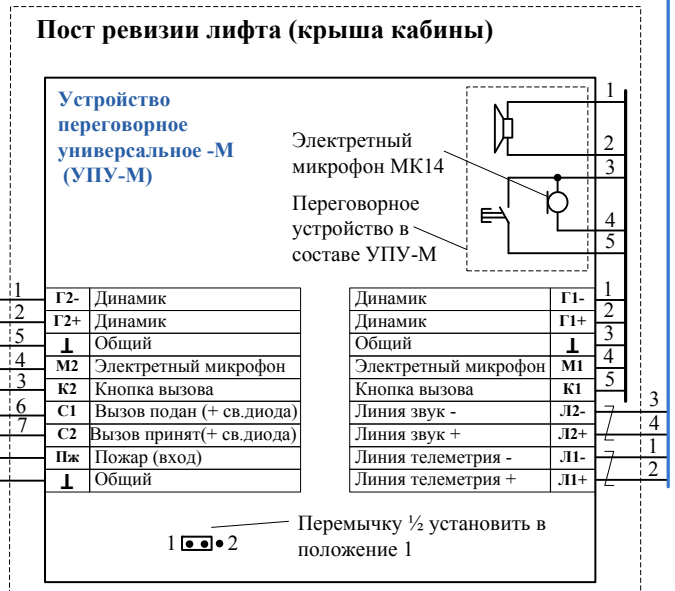 Пост ревизии лифта (крыша кабины)
Устройство
переговорное
универсальное -М
(УПУ-М)
Электретный
микрофон МК14
Переговорное
устройство в
составе УПУ-М
1
2
3
4
5
1 Г2- Динамик
2 Г2+ Динамик
5 ⊥ Общий
4 М2 Электретный микрофон
3 К2 Кнопка вызова
6 С1 Вызов подан (+ св.диода)
7 С2 Вызов принят(+ св.диода)
Пж Пожар (вход)
⊥ Общий
Динамик Г1- 1
Динамик Г1+ 2
Общий ⊥ 3
Электретный микрофон М1 4
Кнопка вызова К1 5
Линия звук - Л2- 3
Линия звук + Л2+ 4
Линия телеметрия - Л1- 1
Линия телеметрия + Л1+ 2
1 2
Перемычку ½ установить в
положение 1